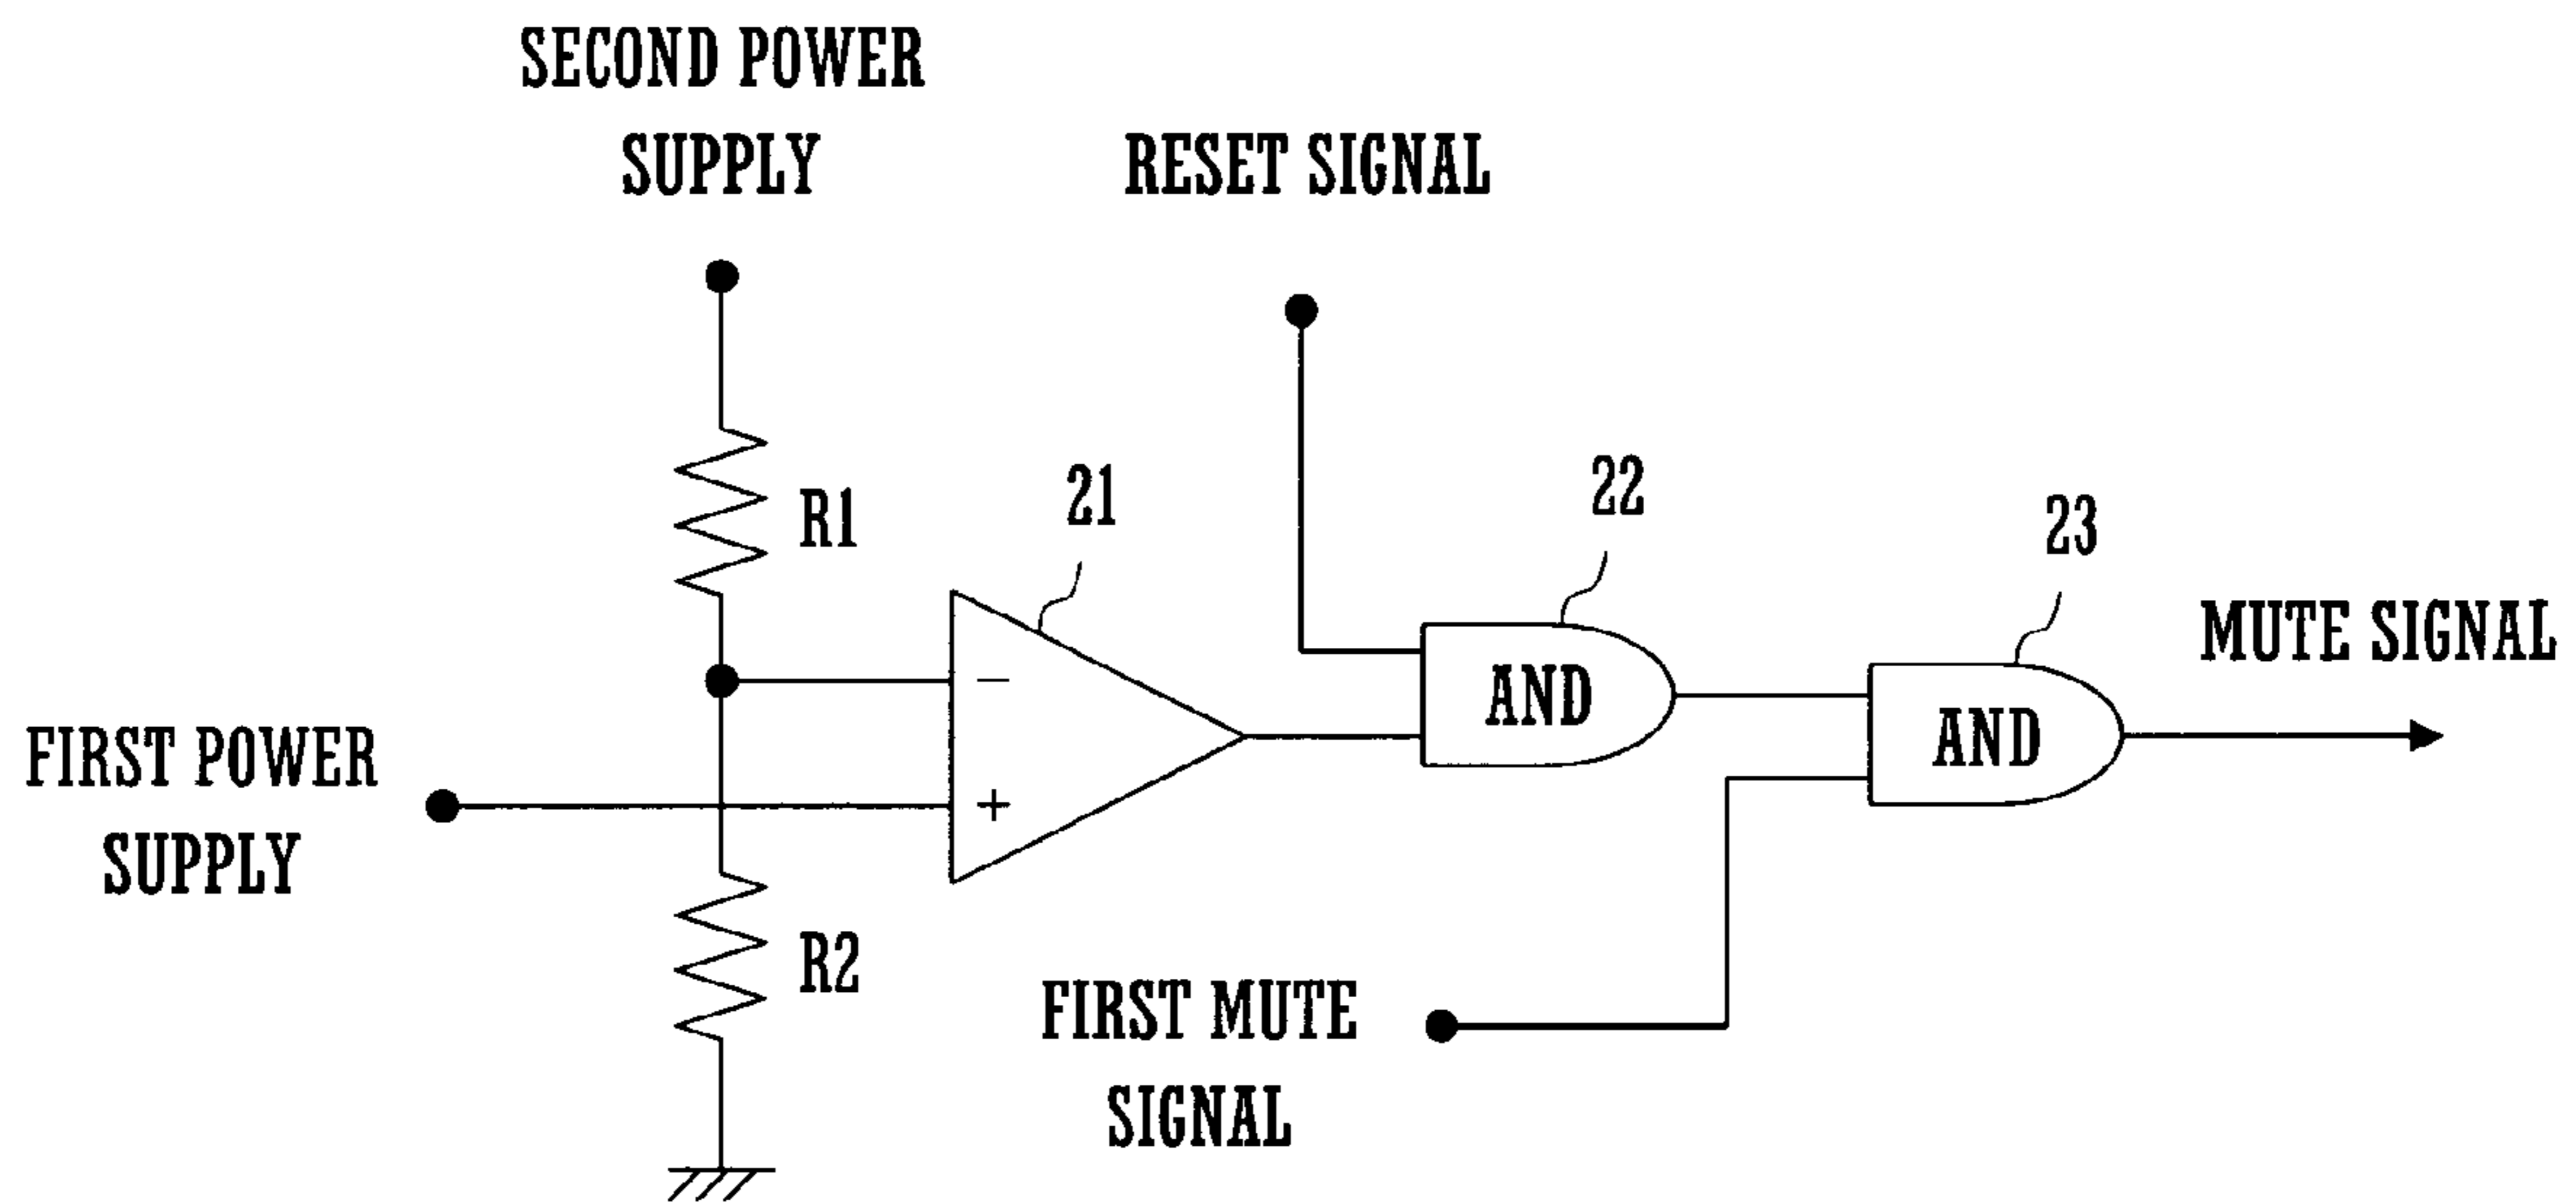 SECOND POWER
SUPPLY
RESET SIGNAL
R1
21
22
23
MUTE SIGNAL
−
AND
AND
FIRST POWER
SUPPLY
+
R2
FIRST MUTE
SIGNAL